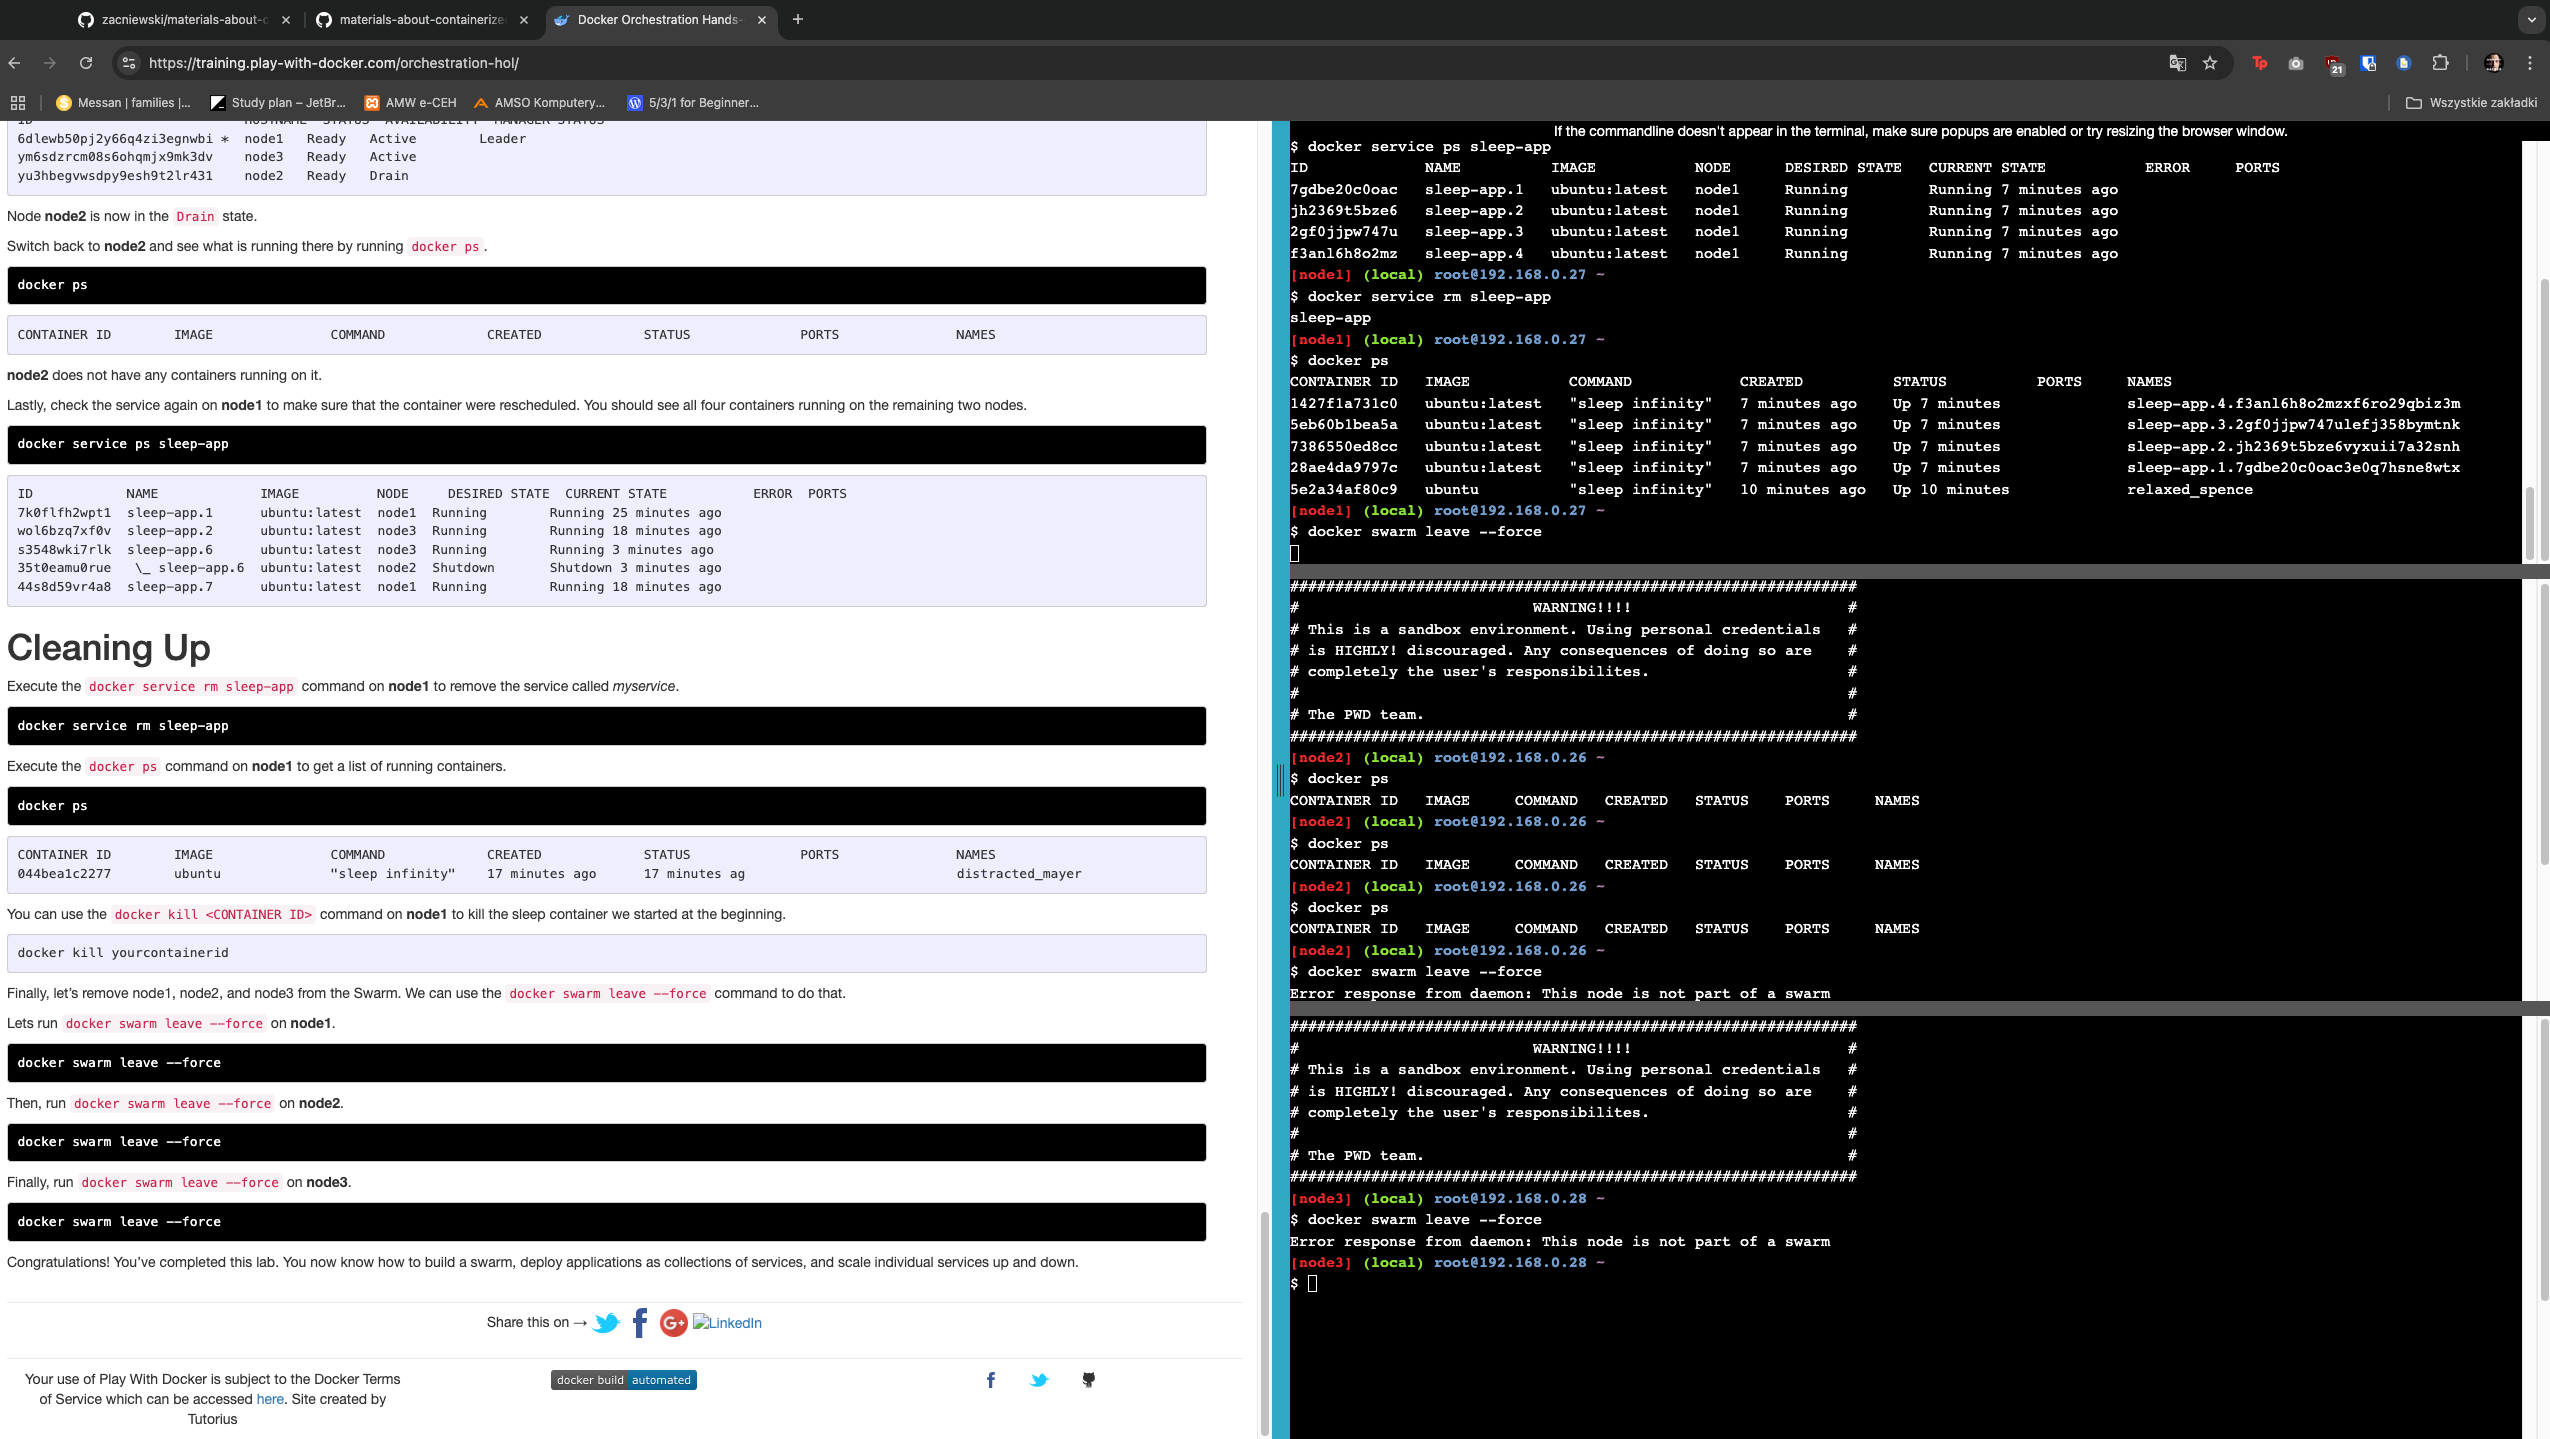 zacniewski/materials-about-c
materials-about-containerize
Docker Orchestration Hands-
https://training.play-with-docker.com/orchestration-hol/
21
Messan | families |...
Study plan – JetBr...
AMW e-CEH
AMSO Komputery...
5/3/1 for Beginner...
Wszystkie zakładki
ID HOSTNAME STATUS AVAILABILITY MANAGER STATUS
6dlewb50pj2y66q4zi3egnwbi * node1 Ready Active Leader
ym6sdzrcm08s6ohqmjx9mk3dv node3 Ready Active
yu3hbegvwsdpy9esh9t2lr431 node2 Ready Drain
Node node2 is now in the Drain state.
Switch back to node2 and see what is running there by running docker ps.
docker ps
CONTAINER ID IMAGE COMMAND CREATED STATUS PORTS NAMES
node2 does not have any containers running on it.
Lastly, check the service again on node1 to make sure that the container were rescheduled. You should see all four containers running on the remaining two nodes.
docker service ps sleep-app
ID NAME IMAGE NODE DESIRED STATE CURRENT STATE ERROR PORTS
7k0flfh2wpt1 sleep-app.1 ubuntu:latest node1 Running Running 25 minutes ago
wol6bzq7xf0v sleep-app.2 ubuntu:latest node3 Running Running 18 minutes ago
s3548wki7rlk sleep-app.6 ubuntu:latest node3 Running Running 3 minutes ago
35t0eamu0rue \_ sleep-app.6 ubuntu:latest node2 Shutdown Shutdown 3 minutes ago
44s8d59vr4a8 sleep-app.7 ubuntu:latest node1 Running Running 18 minutes ago
Cleaning Up
Execute the docker service rm sleep-app command on node1 to remove the service called myservice.
docker service rm sleep-app
Execute the docker ps command on node1 to get a list of running containers.
docker ps
CONTAINER ID IMAGE COMMAND CREATED STATUS PORTS NAMES
044bea1c2277 ubuntu "sleep infinity" 17 minutes ago 17 minutes ag distracted_mayer
You can use the docker kill <CONTAINER ID> command on node1 to kill the sleep container we started at the beginning.
docker kill yourcontainerid
Finally, let's remove node1, node2, and node3 from the Swarm. We can use the docker swarm leave --force command to do that.
Lets run docker swarm leave --force on node1.
docker swarm leave --force
Then, run docker swarm leave --force on node2.
docker swarm leave --force
Finally, run docker swarm leave --force on node3.
docker swarm leave --force
Congratulations! You've completed this lab. You now know how to build a swarm, deploy applications as collections of services, and scale individual services up and down.
Share this on → LinkedIn
Your use of Play With Docker is subject to the Docker Terms
of Service which can be accessed here. Site created by
Tutorius
docker build automated
If the commandline doesn't appear in the terminal, make sure popups are enabled or try resizing the browser window.
$ docker service ps sleep-app
ID NAME IMAGE NODE DESIRED STATE CURRENT STATE ERROR PORTS
7gdbe20c0oac sleep-app.1 ubuntu:latest node1 Running Running 7 minutes ago
jh2369t5bze6 sleep-app.2 ubuntu:latest node1 Running Running 7 minutes ago
2gf0jjpw747u sleep-app.3 ubuntu:latest node1 Running Running 7 minutes ago
f3anl6h8o2mz sleep-app.4 ubuntu:latest node1 Running Running 7 minutes ago
[node1] (local) root@192.168.0.27 ~
$ docker service rm sleep-app
sleep-app
[node1] (local) root@192.168.0.27 ~
$ docker ps
CONTAINER ID IMAGE COMMAND CREATED STATUS PORTS NAMES
1427f1a731c0 ubuntu:latest "sleep infinity" 7 minutes ago Up 7 minutes sleep-app.4.f3anl6h8o2mzxf6ro29qbiz3m
5eb60b1bea5a ubuntu:latest "sleep infinity" 7 minutes ago Up 7 minutes sleep-app.3.2gf0jjpw747ulefj358bymtnk
7386550ed8cc ubuntu:latest "sleep infinity" 7 minutes ago Up 7 minutes sleep-app.2.jh2369t5bze6vyxuii7a32snh
28ae4da9797c ubuntu:latest "sleep infinity" 7 minutes ago Up 7 minutes sleep-app.1.7gdbe20c0oac3e0q7hsne8wtx
5e2a34af80c9 ubuntu "sleep infinity" 10 minutes ago Up 10 minutes relaxed_spence
[node1] (local) root@192.168.0.27 ~
$ docker swarm leave --force
###############################################################
# WARNING!!!! #
# This is a sandbox environment. Using personal credentials #
# is HIGHLY! discouraged. Any consequences of doing so are #
# completely the user's responsibilites. #
# #
# The PWD team. #
###############################################################
[node2] (local) root@192.168.0.26 ~
$ docker ps
CONTAINER ID IMAGE COMMAND CREATED STATUS PORTS NAMES
[node2] (local) root@192.168.0.26 ~
$ docker ps
CONTAINER ID IMAGE COMMAND CREATED STATUS PORTS NAMES
[node2] (local) root@192.168.0.26 ~
$ docker ps
CONTAINER ID IMAGE COMMAND CREATED STATUS PORTS NAMES
[node2] (local) root@192.168.0.26 ~
$ docker swarm leave --force
Error response from daemon: This node is not part of a swarm
###############################################################
# WARNING!!!! #
# This is a sandbox environment. Using personal credentials #
# is HIGHLY! discouraged. Any consequences of doing so are #
# completely the user's responsibilites. #
# #
# The PWD team. #
###############################################################
[node3] (local) root@192.168.0.28 ~
$ docker swarm leave --force
Error response from daemon: This node is not part of a swarm
[node3] (local) root@192.168.0.28 ~
$